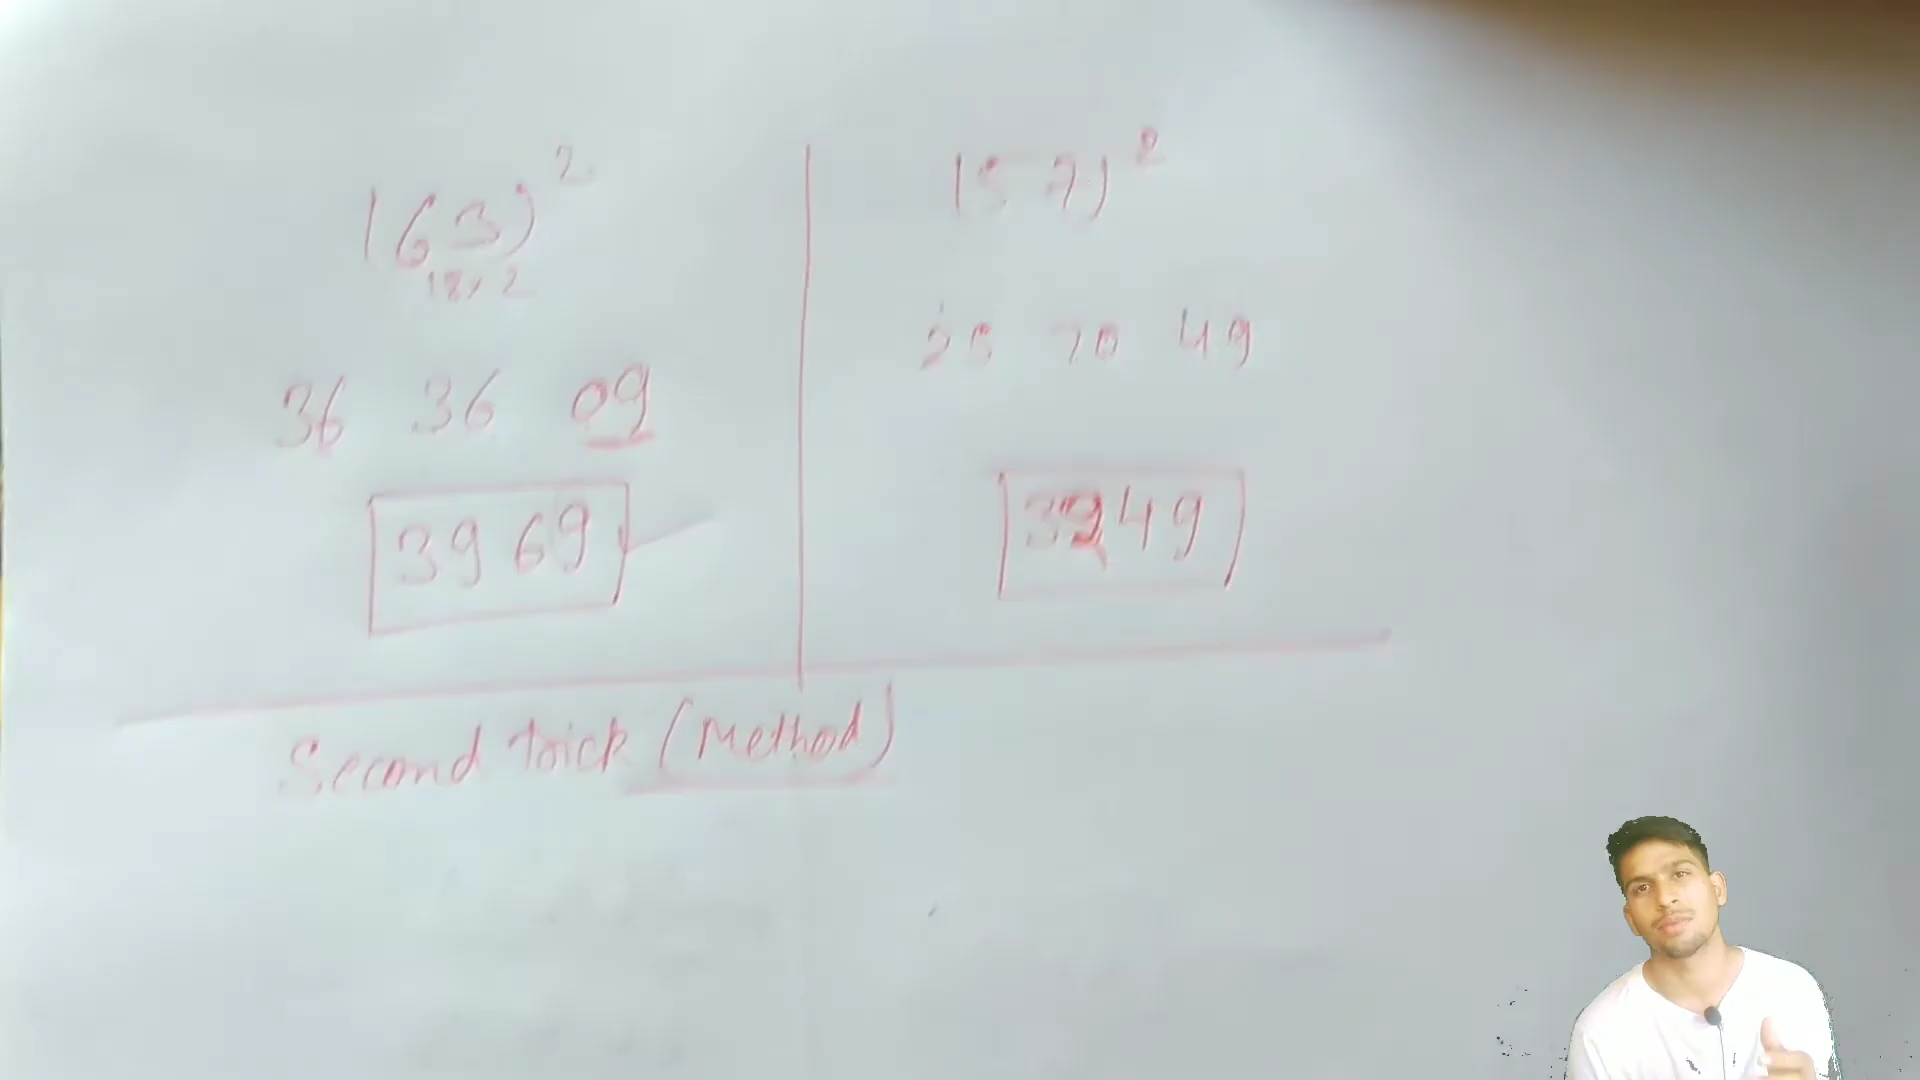 (63)²
18×2
36 36 09
3969
(57)²
25 70 49
3249
Second trick (Method)